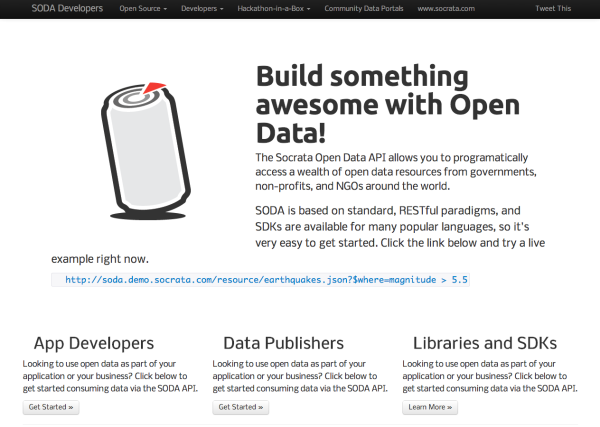 SODA Developers Open Source Developers Hackathon-in-a-Box Community Data Portals www.socrata.com Tweet This
Build something
awesome with Open
Data!
The Socrata Open Data API allows you to programatically
access a wealth of open data resources from governments,
non-profits, and NGOs around the world.
SODA is based on standard, RESTful paradigms, and
SDKs are available for many popular languages, so it's
very easy to get started. Click the link below and try a live
example right now.
http://soda.demo.socrata.com/resource/earthquakes.json?$where=magnitude > 5.5
App Developers
Looking to use open data as part of your
application or your business? Click below to
get started consuming data via the SODA API.
Get Started »
Data Publishers
Looking to use open data as part of your
application or your business? Click below to
get started consuming data via the SODA API.
Get Started »
Libraries and SDKs
Looking to use open data as part of your
application or your business? Click below to
get started consuming data via the SODA API.
Learn More »